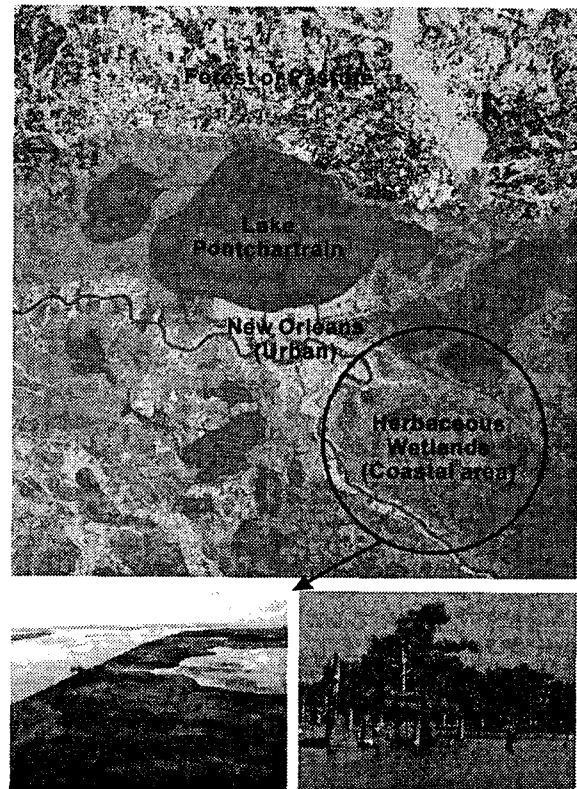 Forest or Pasture
Lake
Pontchartrain
New Orleans
(Urban)
Herbaceous
Wetlands
(Coastal area)